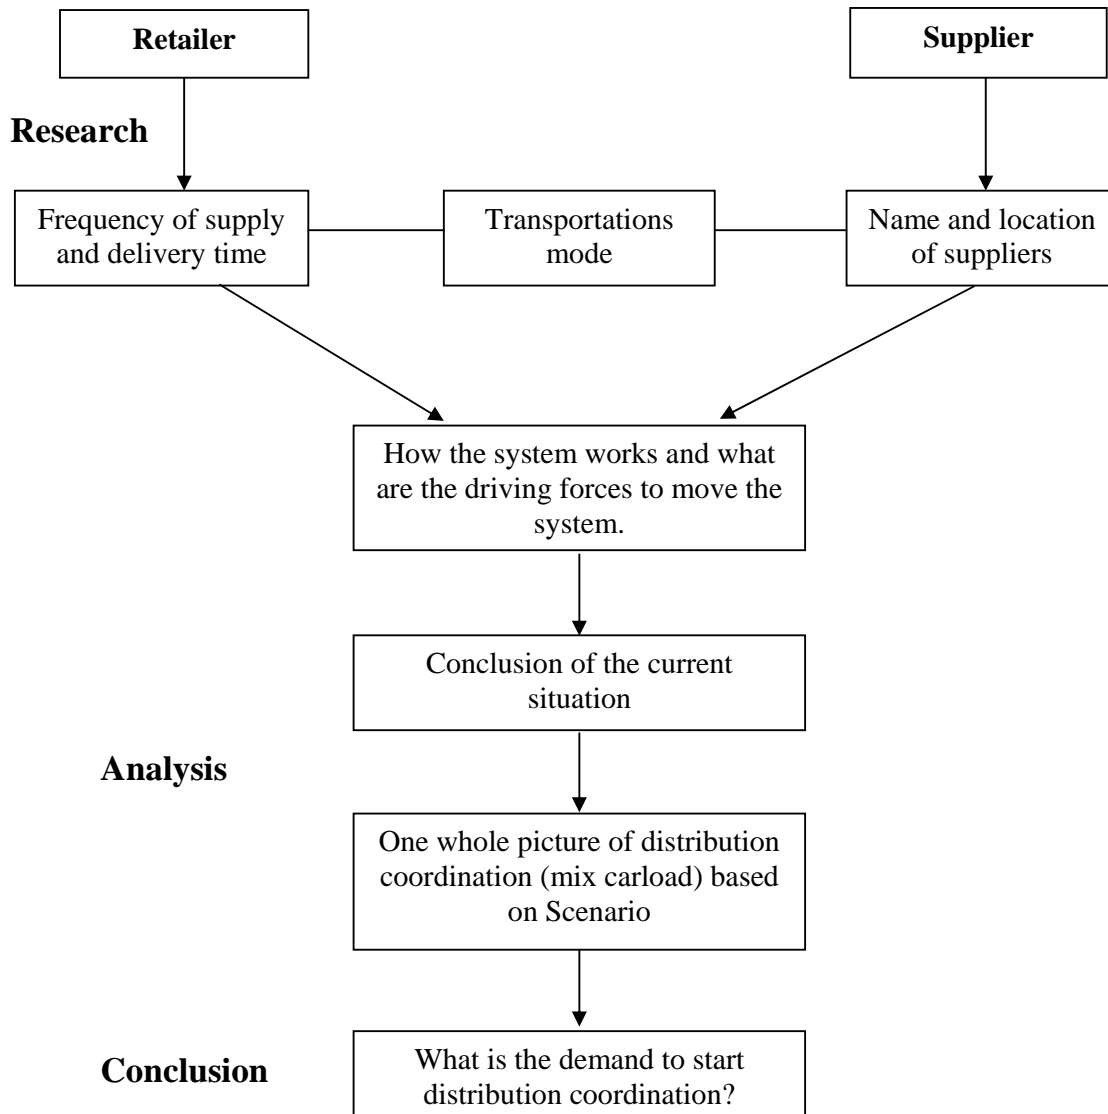 Retailer
Supplier
Research
Frequency of supply
and delivery time
Transportations
mode
Name and location
of suppliers
How the system works and what
are the driving forces to move the
system.
Conclusion of the current
situation
Analysis
One whole picture of distribution
coordination (mix carload) based
on Scenario
Conclusion
What is the demand to start
distribution coordination?